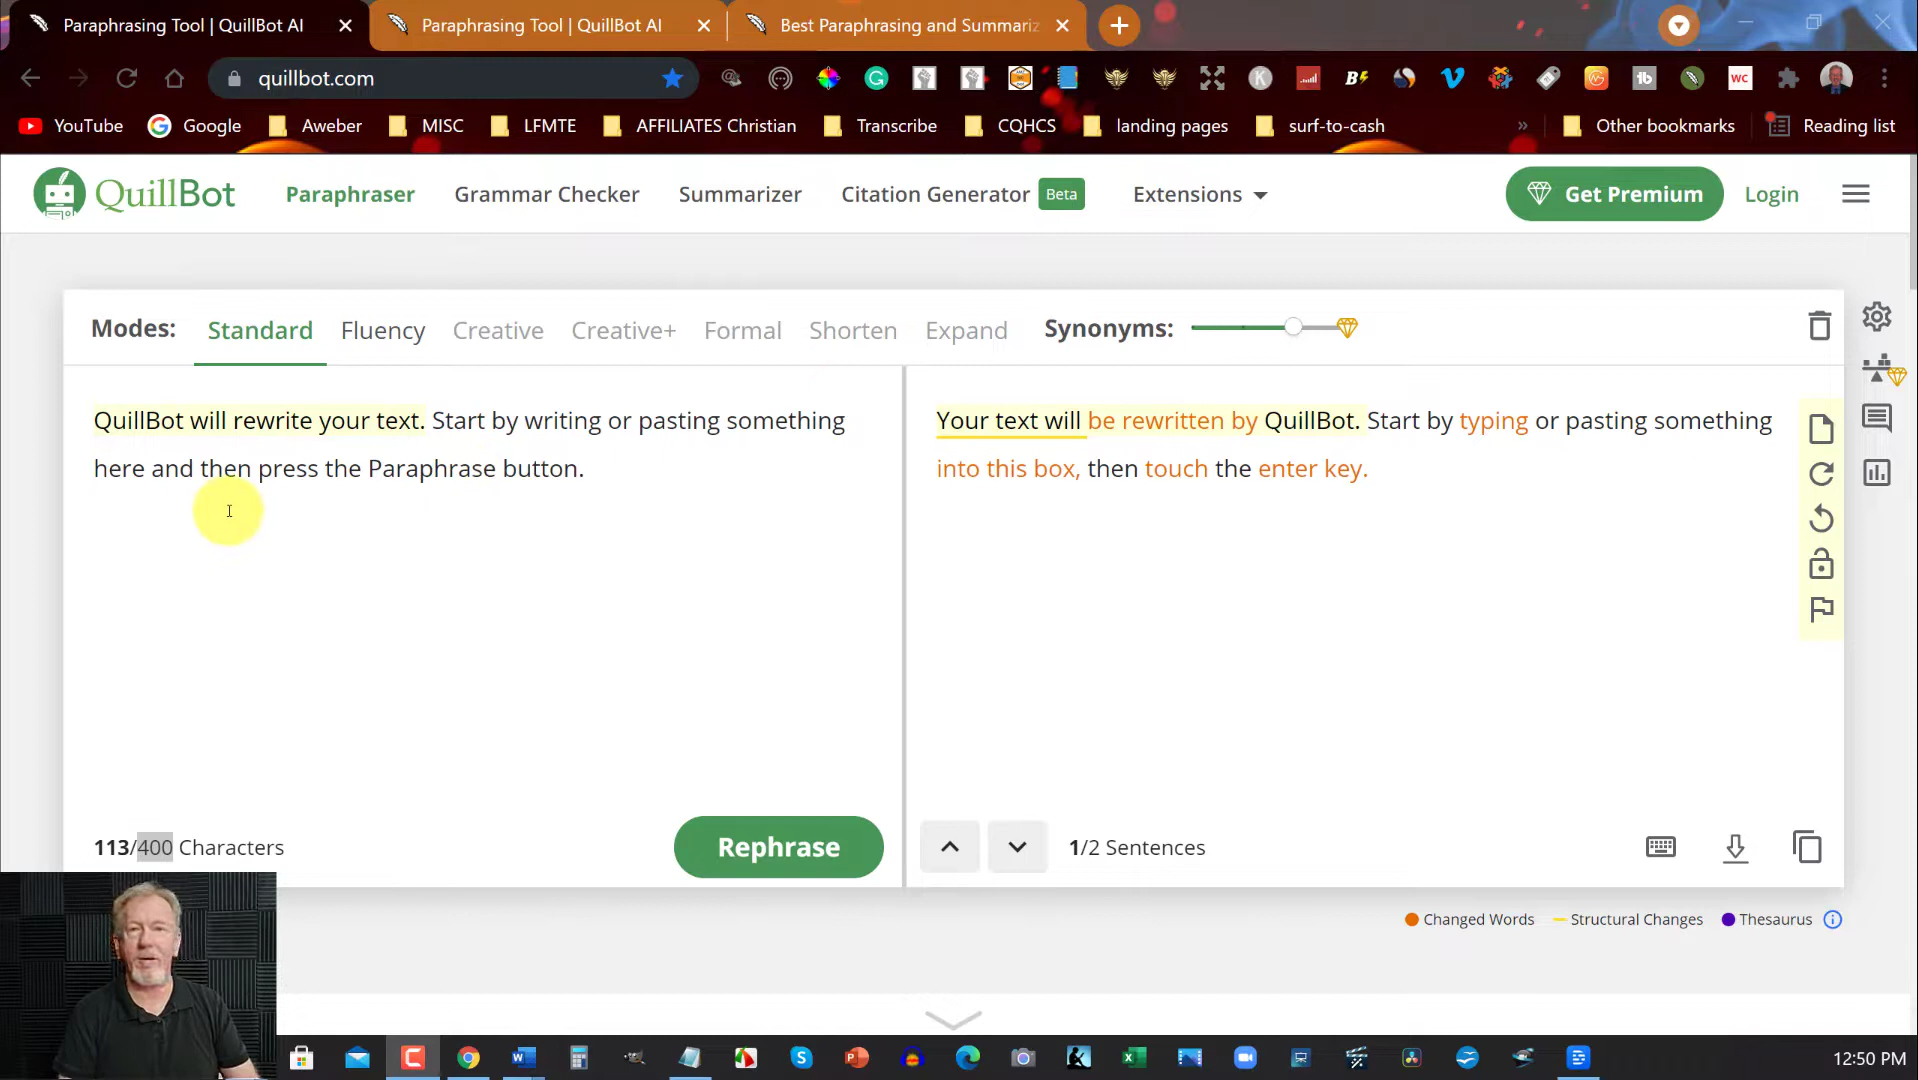 Paraphrasing Tool | QuillBot AI
Paraphrasing Tool | QuillBot AI
Best Paraphrasing and Summariz
quillbot.com
YouTube
Google
Aweber
MISC
LFMTE
AFFILIATES Christian
Transcribe
CQHCS
landing pages
surf-to-cash
»
Other bookmarks
Reading list
QuillBot
Paraphraser
Grammar Checker
Summarizer
Citation Generator
Beta
Extensions
Get Premium
Login
Modes:
Standard
Fluency
Creative
Creative+
Formal
Shorten
Expand
Synonyms:
QuillBot will rewrite your text. Start by writing or pasting something
here and then press the Paraphrase button.
Your text will be rewritten by QuillBot. Start by typing or pasting something
into this box, then touch the enter key.
113/400 Characters
Rephrase
1/2 Sentences
Changed Words
Structural Changes
Thesaurus
12:50 PM